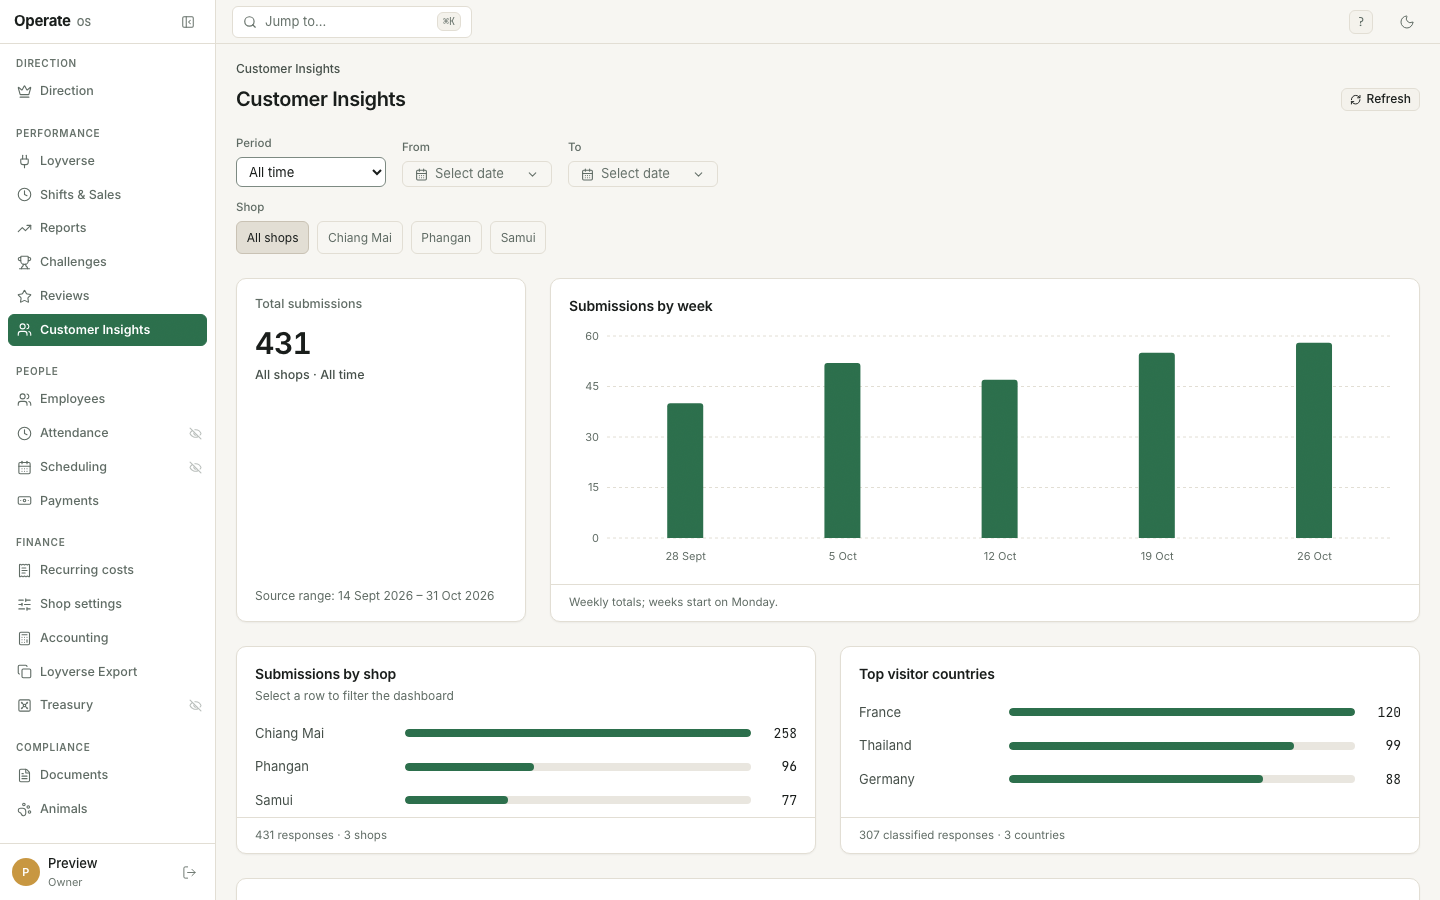 Operate OS
Jump to...
⌘K
?
DIRECTION
Direction
PERFORMANCE
Loyverse
Shifts & Sales
Reports
Challenges
Reviews
Customer Insights
PEOPLE
Employees
Attendance
Scheduling
Payments
FINANCE
Recurring costs
Shop settings
Accounting
Loyverse Export
Treasury
COMPLIANCE
Documents
Animals
P
Preview
Owner
Customer Insights
Customer Insights
Refresh
Period
From
To
All time
Select date
Select date
Shop
All shops
Chiang Mai
Phangan
Samui
Total submissions
431
All shops · All time
Source range: 14 Sept 2026 – 31 Oct 2026
Submissions by week
60
45
30
15
0
28 Sept
5 Oct
12 Oct
19 Oct
26 Oct
Weekly totals; weeks start on Monday.
Submissions by shop
Select a row to filter the dashboard
Chiang Mai 258
Phangan 96
Samui 77
431 responses · 3 shops
Top visitor countries
France 120
Thailand 99
Germany 88
307 classified responses · 3 countries